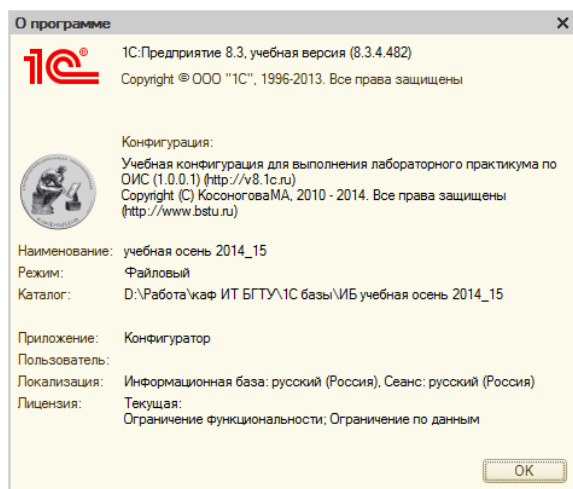 О программе
1С®
1С:Предприятие 8.3, учебная версия (8.3.4.482)
Copyright © ООО "1С", 1996-2013. Все права защищены
Конфигурация:
Учебная конфигурация для выполнения лабораторного практикума по
ОИС (1.0.0.1) (http://v8.1c.ru)
Copyright (C) КосоноговаМА, 2010 - 2014. Все права защищены
(http://www.bstu.ru)
Наименование: учебная осень 2014_15
Режим: Файловый
Каталог: D:\Работа\каф ИТ БГТУ\1С базы\ИБ учебная осень 2014_15
Приложение: Конфигуратор
Пользователь:
Локализация: Информационная база: русский (Россия), Сеанс: русский (Россия)
Лицензия: Текущая:
Ограничение функциональности; Ограничение по данным
OK